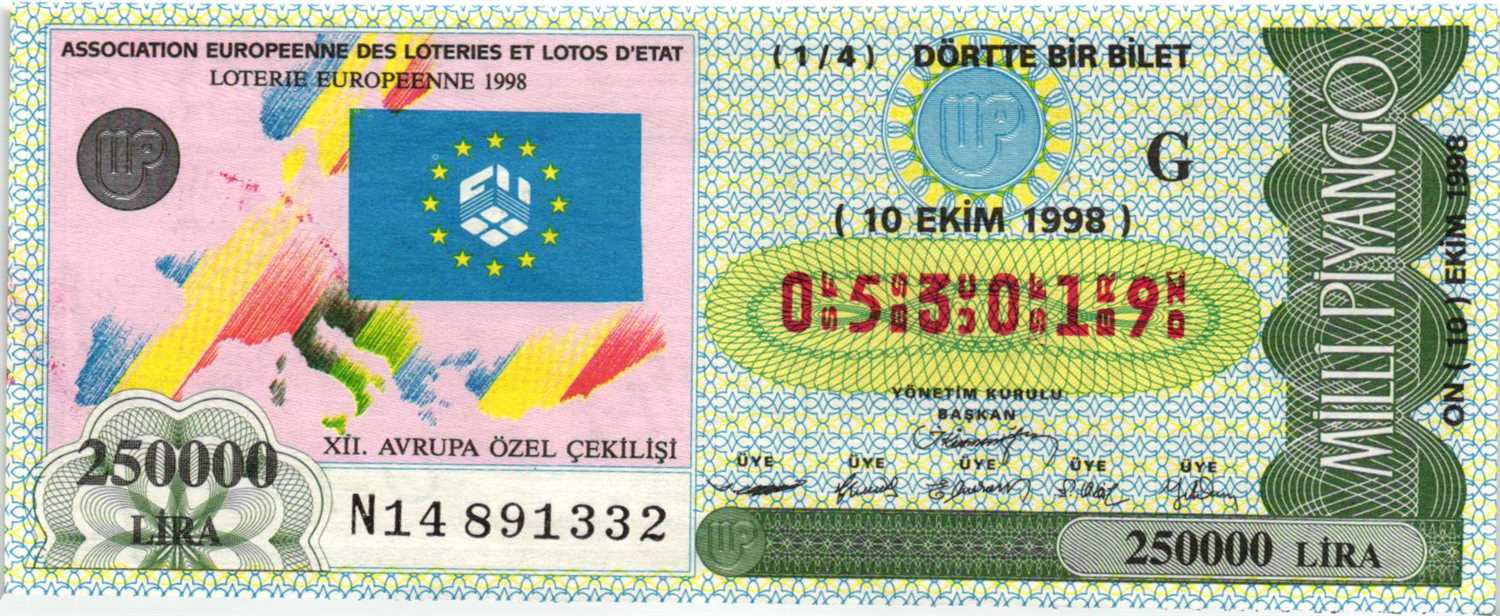 ASSOCIATION EUROPEENNE DES LOTERIES ET LOTOS D'ETAT
LOTERIE EUROPEENNE 1998
XII. AVRUPA ÖZEL ÇEKİLİŞİ
250000
LİRA
N14 891332
(1/4) DÖRTTE BİR BİLET
G
( 10 EKİM 1998 )
0 5 3 0 1 9
YÖNETİM KURULU
BAŞKAN
ÜYE ÜYE ÜYE ÜYE ÜYE
250000 LİRA
MİLLİ PİYANGO
ON ( 10 ) EKİM 1998